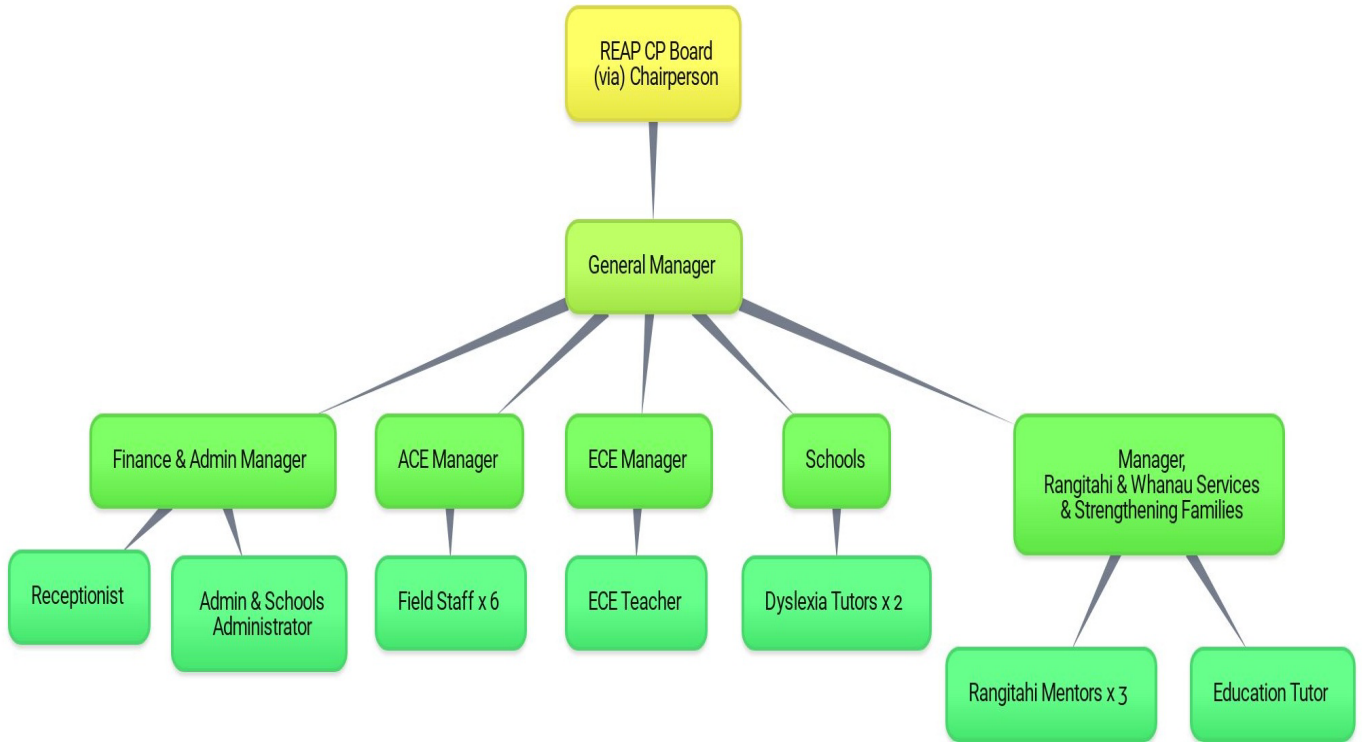 REAP CP Board
(via) Chairperson
General Manager
Finance & Admin Manager
ACE Manager
ECE Manager
Schools
Manager,
Rangitahi & Whanau Services
& Strengthening Families
Receptionist
Admin & Schools
Administrator
Field Staff x 6
ECE Teacher
Dyslexia Tutors x 2
Rangitahi Mentors x 3
Education Tutor